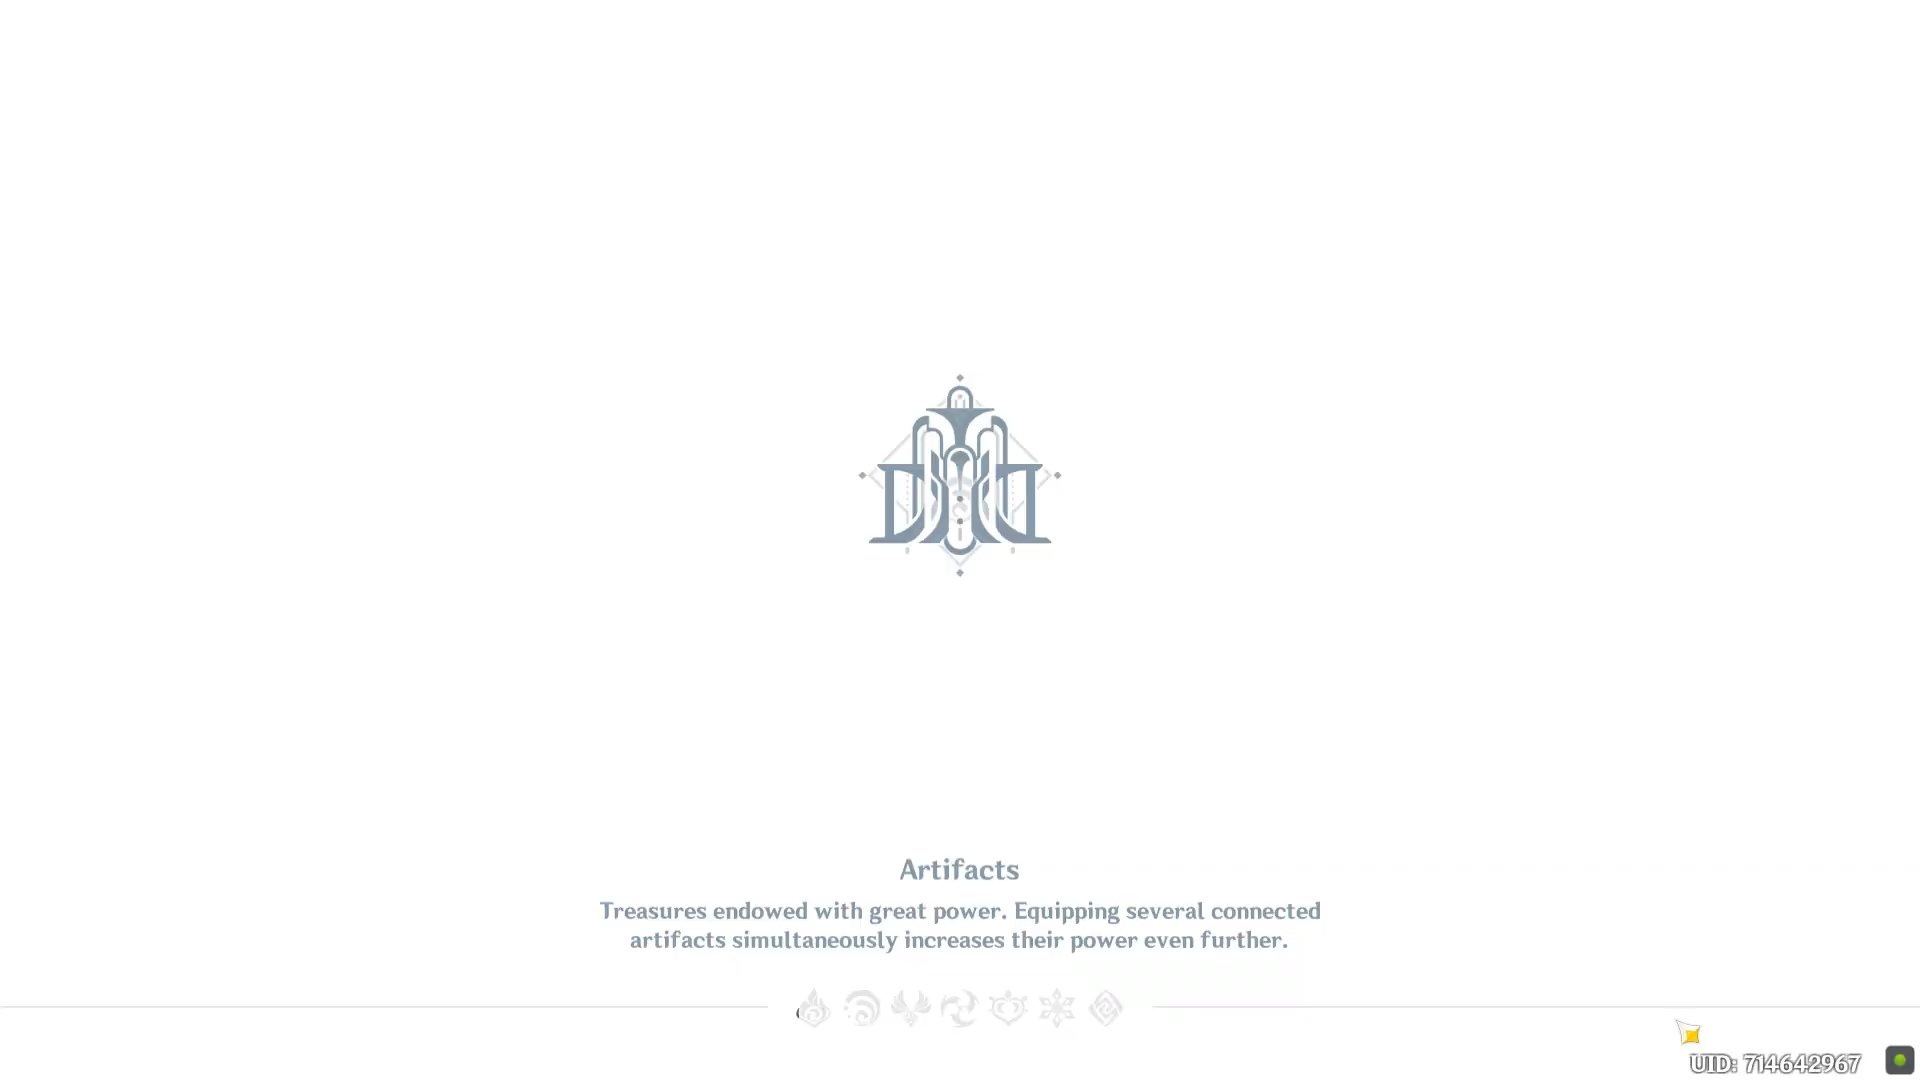 Artifacts
Treasures endowed with great power. Equipping several connected
artifacts simultaneously increases their power even further.
UID: 714642967